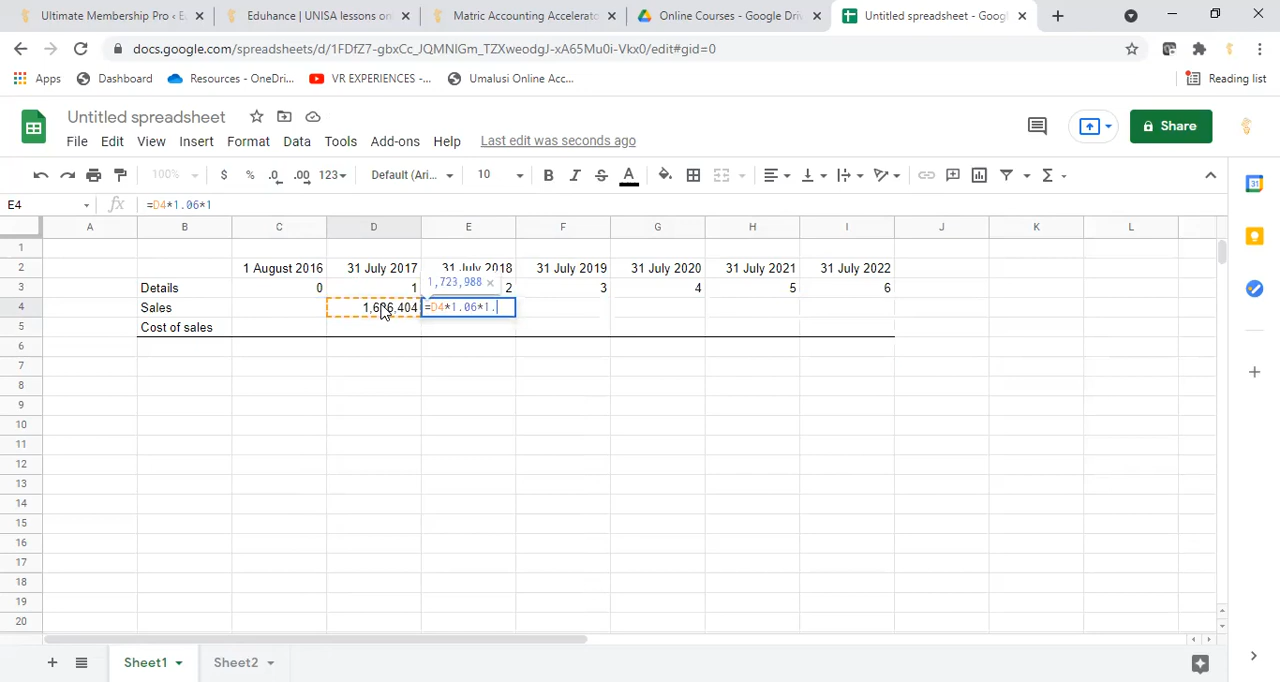 Ultimate Membership Pro ‹ E
Eduhance | UNISA lessons on
Matric Accounting Accelerato
Online Courses - Google Driv
Untitled spreadsheet - Goog
docs.google.com/spreadsheets/d/1FDfZ7-gbxCc_JQMNIGm_TZXweodgJ-xA65Mu0i-Vkx0/edit#gid=0
Apps
Dashboard
Resources - OneDri...
VR EXPERIENCES -...
Umalusi Online Acc...
Reading list
Untitled spreadsheet
File Edit View Insert Format Data Tools Add-ons Help Last edit was seconds ago
Share
100% $ % .0 .00 123 Default (Ari... 10 B I S A Σ
E4 fx =D4*1.06*1
A B C D E F G H I J K L
1
2 1 August 2016 31 July 2017 31 July 2018 31 July 2019 31 July 2020 31 July 2021 31 July 2022
1,723,988 ×
3 Details 0 1 2 3 4 5 6
4 Sales 1,626,404 =D4*1.06*1.
5 Cost of sales
6
7
8
9
10
11
12
13
14
15
16
17
18
19
20
31
Sheet1 Sheet2